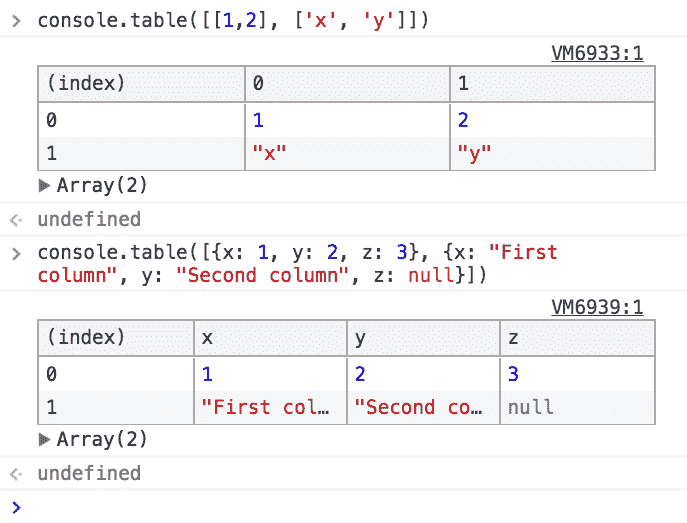 > console.table([[1,2], ['x', 'y']])
VM6933:1
(index) 0 1
0 1 2
1 "x" "y"
▶ Array(2)
<· undefined
> console.table([{x: 1, y: 2, z: 3}, {x: "First
column", y: "Second column", z: null}])
VM6939:1
(index) x y z
0 1 2 3
1 "First col… "Second co… null
▶ Array(2)
<· undefined
>